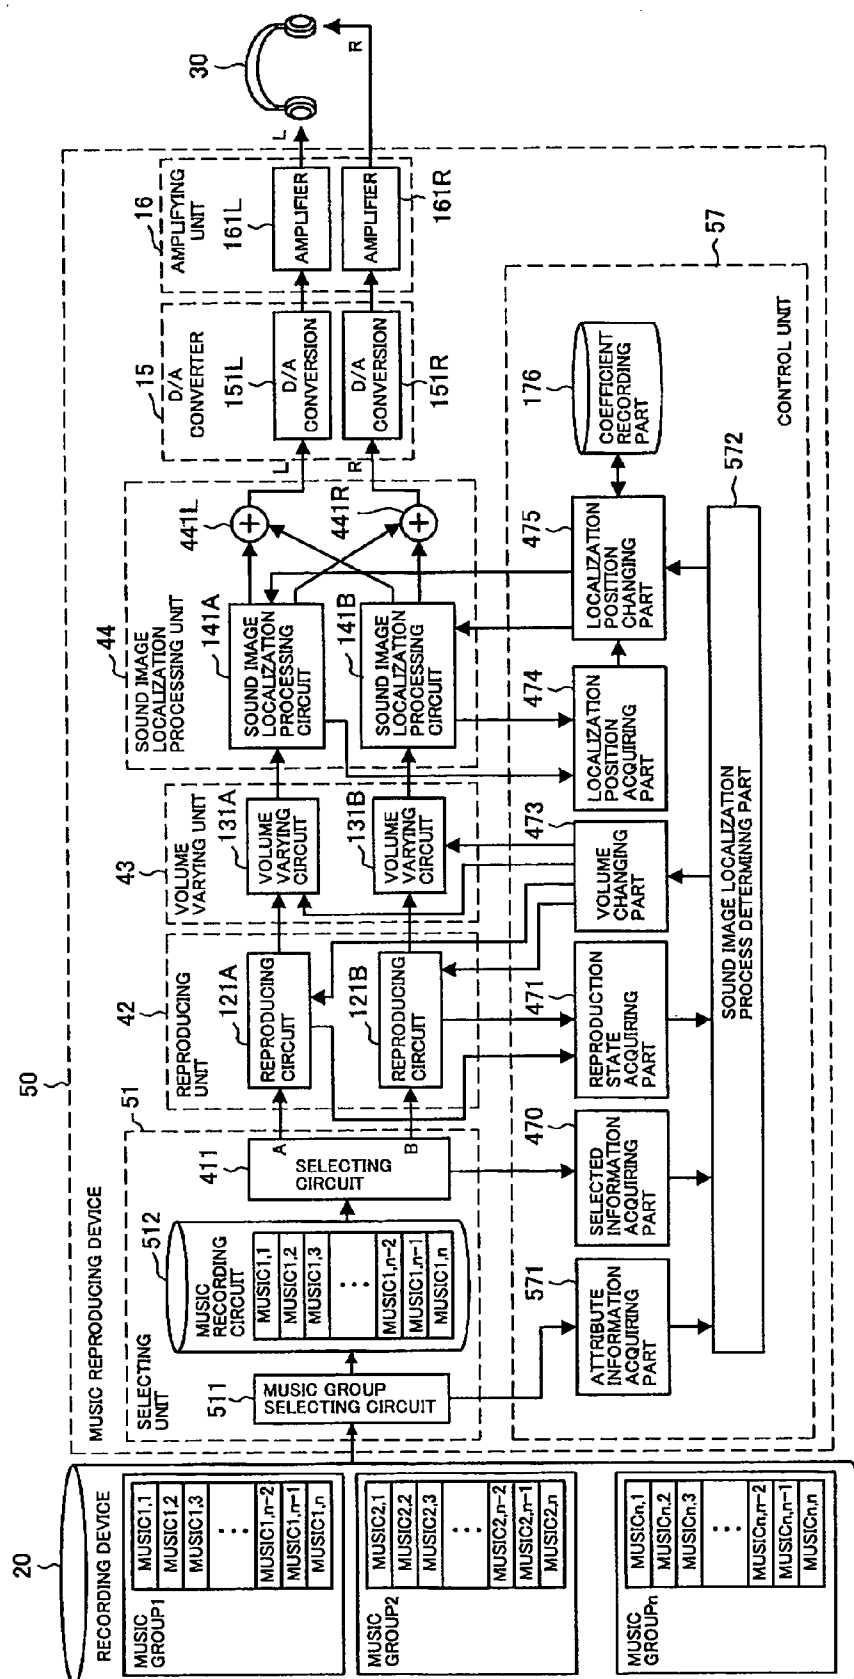 20
RECORDING DEVICE
MUSIC
GROUP1
MUSIC1,1
MUSIC1,2
MUSIC1,3
...
MUSIC1,n-2
MUSIC1,n-1
MUSIC1,n
MUSIC
GROUP2
MUSIC2,1
MUSIC2,2
MUSIC2,3
...
MUSIC2,n-2
MUSIC2,n-1
MUSIC2,n
MUSIC
GROUPn
MUSICn,1
MUSICn,2
MUSICn,3
...
MUSICn,n-2
MUSICn,n-1
MUSICn,n
50
MUSIC REPRODUCING DEVICE
51
SELECTING
UNIT
511
MUSIC GROUP
SELECTING CIRCUIT
512
MUSIC
RECORDING
CIRCUIT
MUSIC1,1
MUSIC1,2
MUSIC1,3
...
MUSIC1,n-2
MUSIC1,n-1
MUSIC1,n
411
SELECTING
CIRCUIT
A
B
42
REPRODUCING
UNIT
121A
REPRODUCING
CIRCUIT
121B
REPRODUCING
CIRCUIT
43
VOLUME
VARYING UNIT
131A
VOLUME
VARYING
CIRCUIT
131B
VOLUME
VARYING
CIRCUIT
44
SOUND IMAGE
LOCALIZATION
PROCESSING UNIT
141A
SOUND IMAGE
LOCALIZATION
PROCESSING
CIRCUIT
141B
SOUND IMAGE
LOCALIZATION
PROCESSING
CIRCUIT
441L
+
441R
+
L
R
15
D/A
CONVERTER
151L
D/A
CONVERSION
D/A
CONVERSION
151R
16
AMPLIFYING
UNIT
161L
AMPLIFIER
AMPLIFIER
161R
L
R
30
57
CONTROL UNIT
571
ATTRIBUTE
INFORMATION
ACQUIRING
PART
470
SELECTED
INFORMATION
ACQUIRING
PART
471
REPRODUCTION
STATE
ACQUIRING
PART
473
VOLUME
CHANGING
PART
474
LOCALIZATION
POSITION
ACQUIRING
PART
475
LOCALIZATION
POSITION
CHANGING
PART
176
COEFFICIENT
RECORDING
PART
572
SOUND IMAGE LOCALIZATION
PROCESS DETERMINNG PART